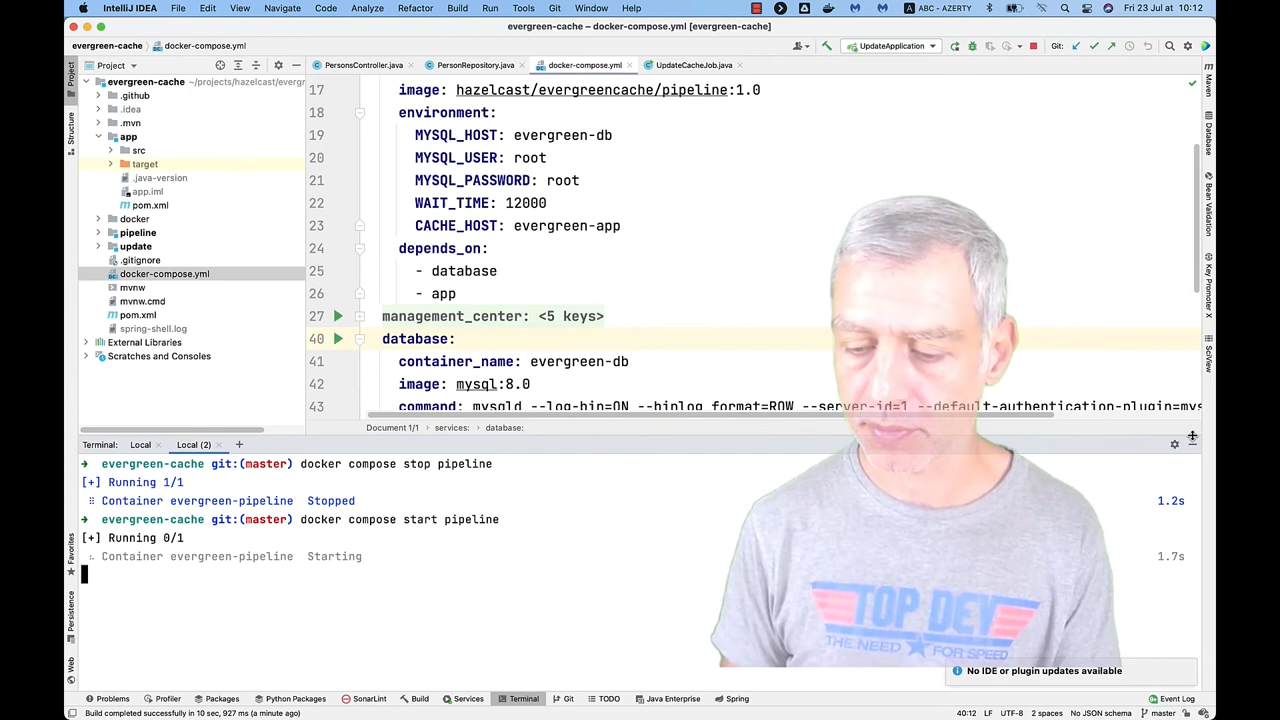 IntelliJ IDEA File Edit View Navigate Code Analyze Refactor Build Run Tools Git Window Help ABC - AZERTY Fri 23 Jul at 10:12
evergreen-cache – docker-compose.yml [evergreen-cache]
evergreen-cache docker-compose.yml UpdateApplication Git:
Project PersonsController.java PersonRepository.java docker-compose.yml UpdateCacheJob.java
evergreen-cache ~/projects/hazelcast/evergr
.github
.idea
.mvn
app
src
target
.java-version
app.iml
pom.xml
docker
pipeline
update
.gitignore
docker-compose.yml
mvnw
mvnw.cmd
pom.xml
spring-shell.log
External Libraries
Scratches and Consoles
17 image: hazelcast/evergreencache/pipeline:1.0
18 environment:
19 MYSQL_HOST: evergreen-db
20 MYSQL_USER: root
21 MYSQL_PASSWORD: root
22 WAIT_TIME: 12000
23 CACHE_HOST: evergreen-app
24 depends_on:
25 - database
26 - app
27 management_center: <5 keys>
40 database:
41 container_name: evergreen-db
42 image: mysql:8.0
43 command: mysqld --log-bin=ON --binlog_format=ROW --server-id=1 --default-authentication-plugin=mys
Document 1/1 services: database:
Project
Structure
Favorites
Persistence
Web
Maven
Database
Bean Validation
Key Promoter X
SciView
Terminal: Local Local (2)
evergreen-cache git:(master) docker compose stop pipeline
[+] Running 1/1
Container evergreen-pipeline Stopped 1.2s
evergreen-cache git:(master) docker compose start pipeline
[+] Running 0/1
Container evergreen-pipeline Starting 1.7s
TOP DEV
THE NEED FOR SPEED
No IDE or plugin updates available
Problems Profiler Packages Python Packages SonarLint Build Services Terminal Git TODO Java Enterprise Spring Event Log
Build completed successfully in 10 sec, 927 ms (a minute ago) 40:12 LF UTF-8 2 spaces No JSON schema master